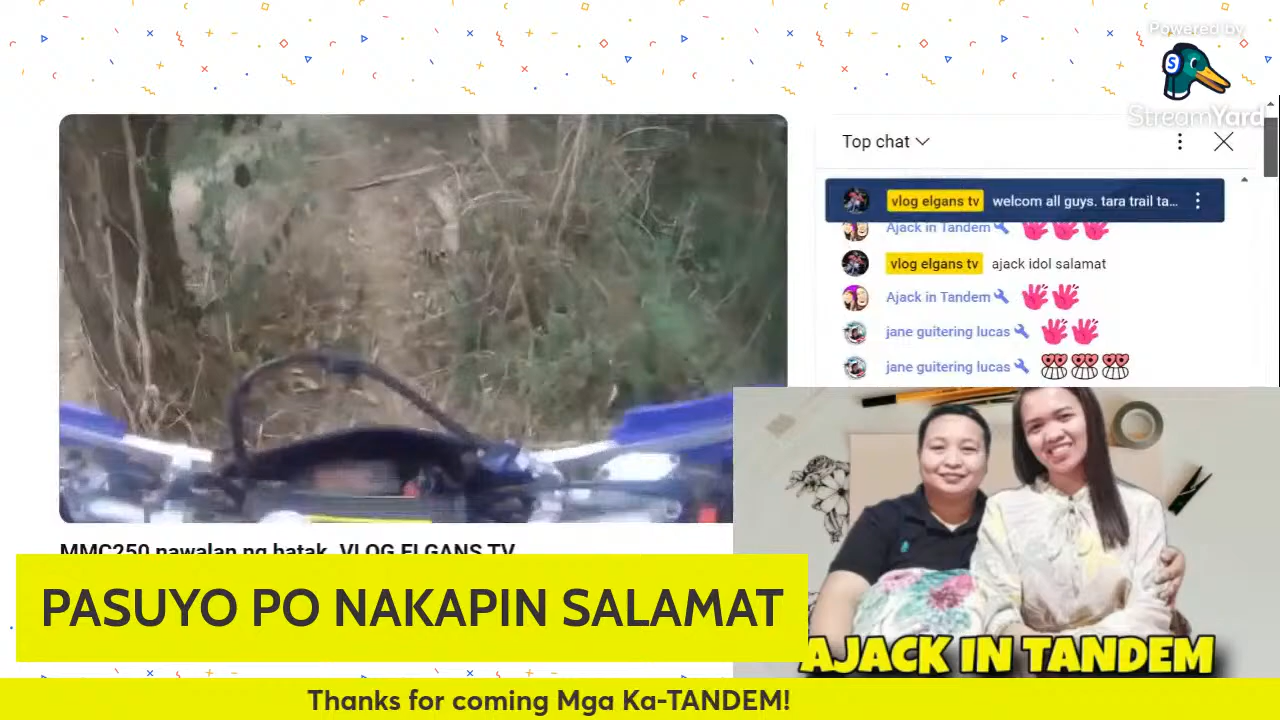 Powered by
StreamYard
Top chat
vlog elgans tv welcom all guys. tara trail ta...
Ajack in Tandem
vlog elgans tv ajack idol salamat
Ajack in Tandem
jane guitering lucas
jane guitering lucas
MMC250 nawalan ng hatak. VLOG ELGANS TV
PASUYO PO NAKAPIN SALAMAT
AJACK IN TANDEM
Thanks for coming Mga Ka-TANDEM!